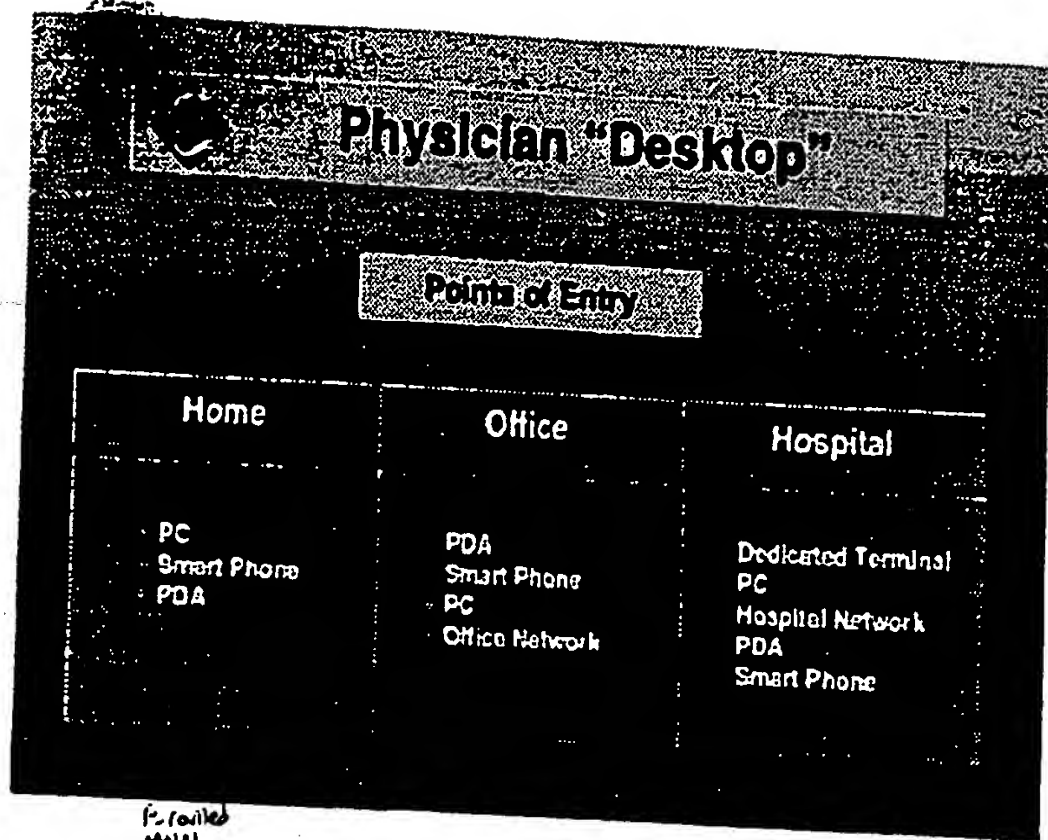 Physician "Desktop"
Points of Entry
Home
Office
Hospital
PC
Smart Phone
PDA
PDA
Smart Phone
PC
Office Network
Dedicated Terminal
PC
Hospital Network
PDA
Smart Phone